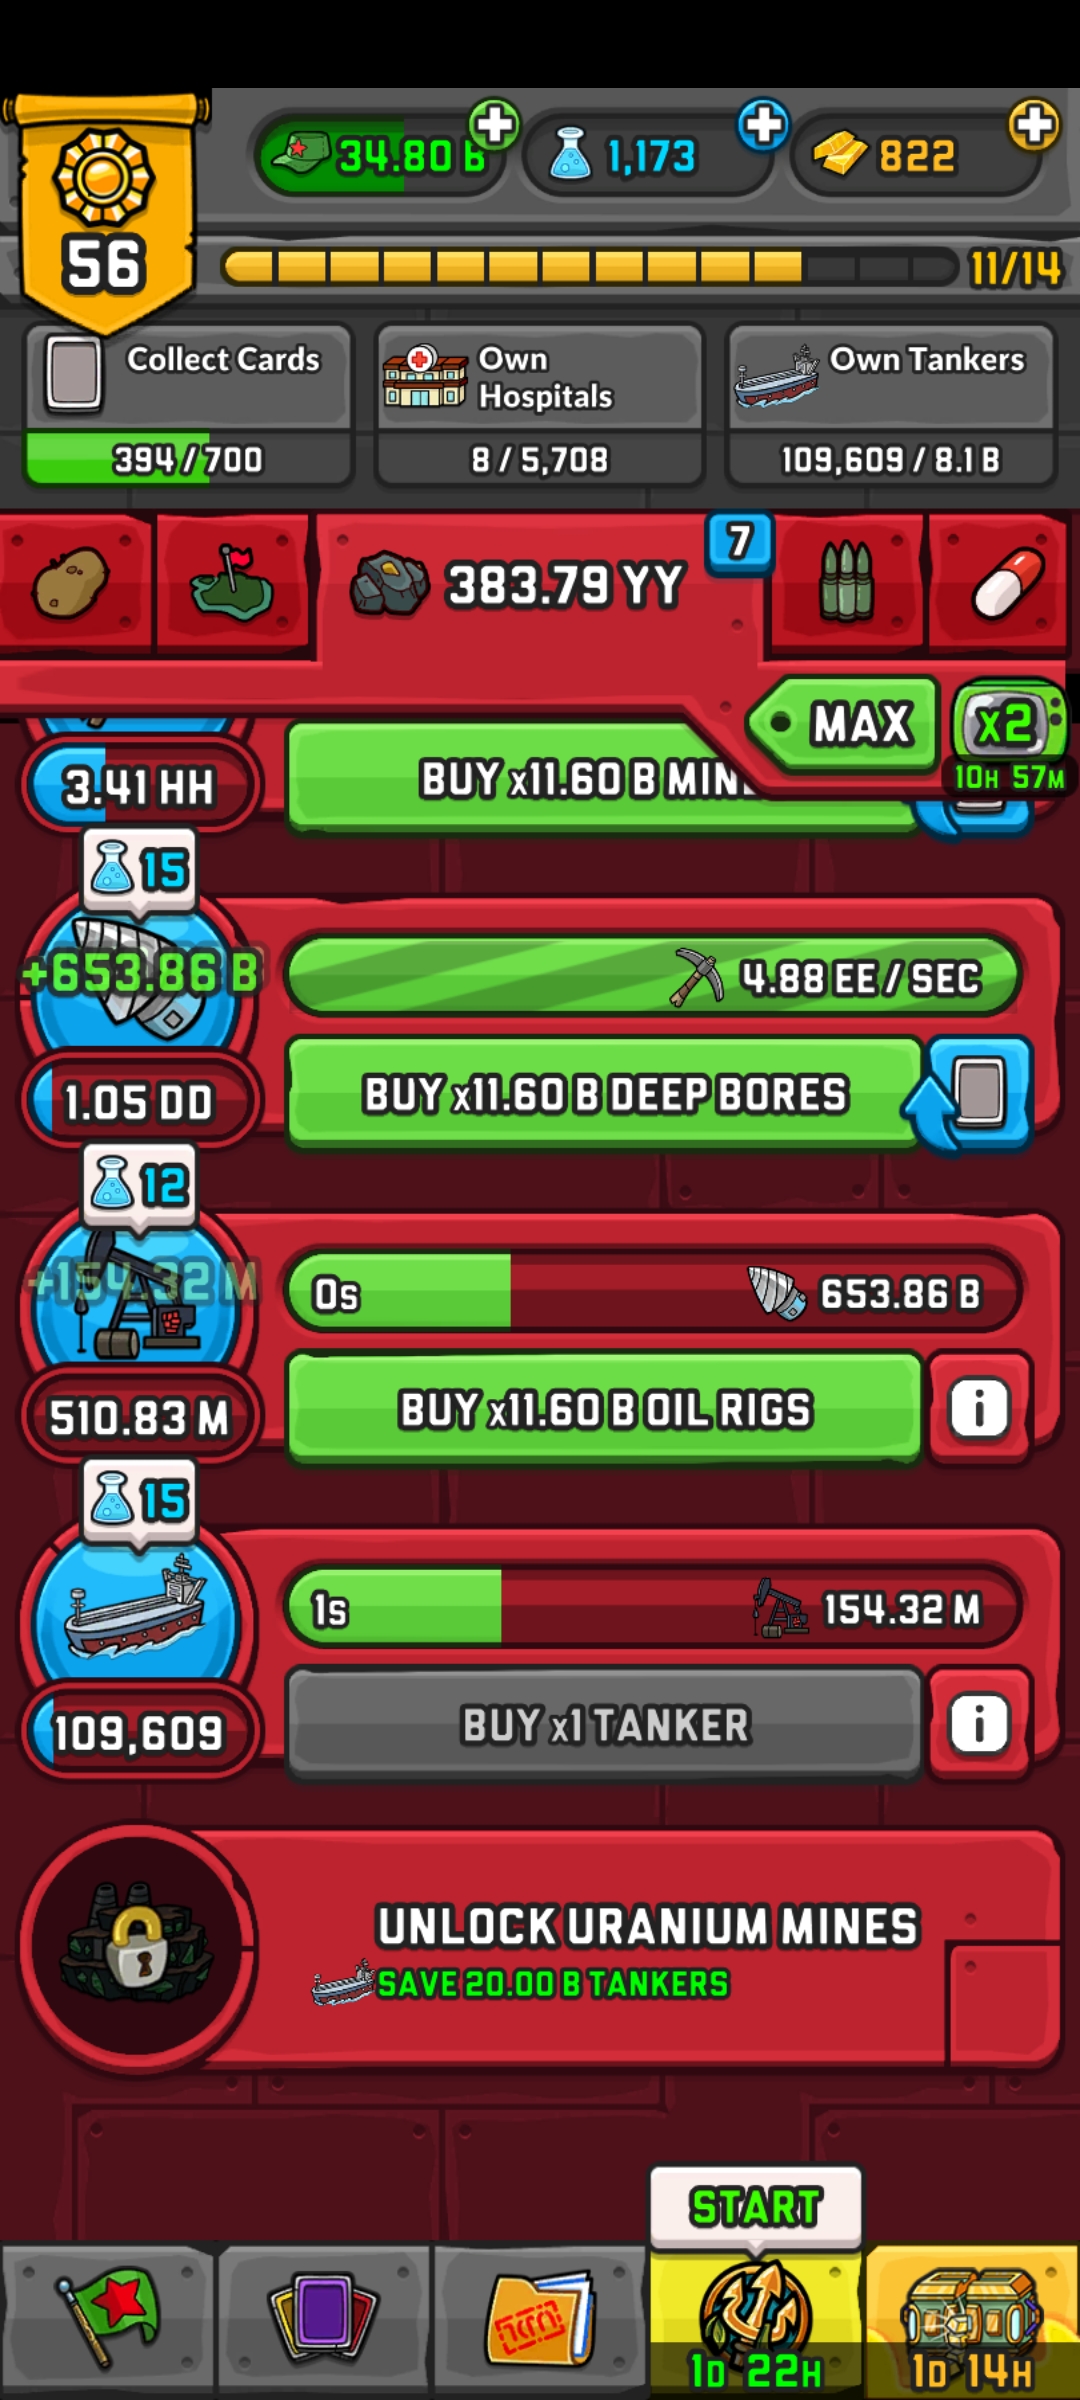 34.80 B
1,173
822
56
11/14
Collect Cards
394/700
Own
Hospitals
8/5,708
Own Tankers
109,609/8.1 B
383.79 YY
7
MAX
x2
10H 57M
3.41 HH
BUY x11.60 B
15
+653.86 B
4.88 EE/SEC
1.05 DD
BUY x11.60 B DEEP BORES
12
+154.32 M
0s
653.86 B
510.83 M
BUY x11.60 B OIL RIGS
i
15
1s
154.32 M
109,609
BUY x1 TANKER
i
UNLOCK URANIUM MINES
SAVE 20.00 B TANKERS
START
1D 22H
1D 14H